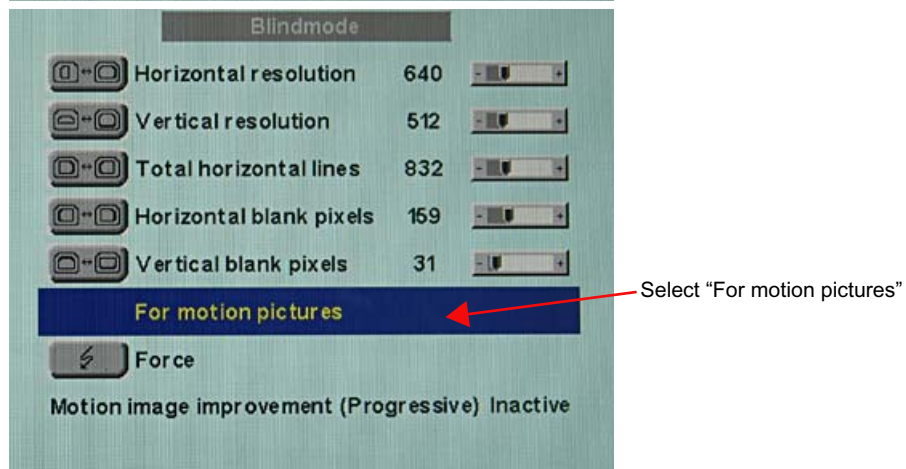 Blindmode
Horizontal resolution 640 - +
Vertical resolution 512 - +
Total horizontal lines 832 - +
Horizontal blank pixels 159 - +
Vertical blank pixels 31 - +
For motion pictures
Select “For motion pictures”
Force
Motion image improvement (Progressive) Inactive